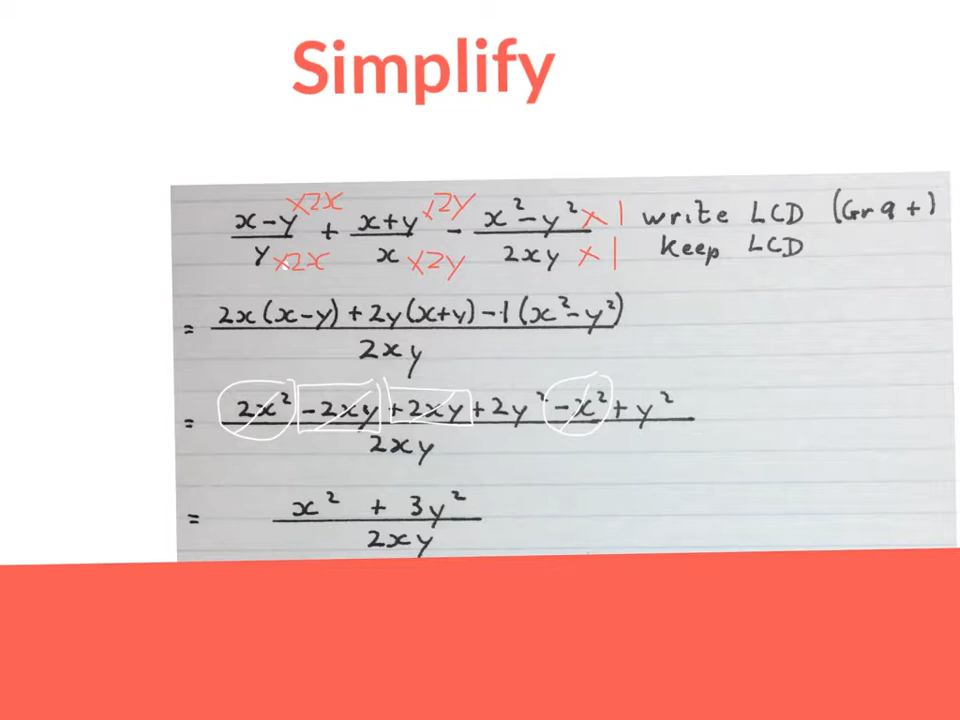 Simplify
x-y/y ×2x/×2x + x+y/x ×2y/×2y - x²-y²/2xy ×1/×1 write LCD (Gr 9+)
keep LCD
= 2x(x-y)+2y(x+y)-1(x²-y²)/2xy
= 2x²-2xy+2xy+2y²-x²+y²/2xy
= x²+3y²/2xy